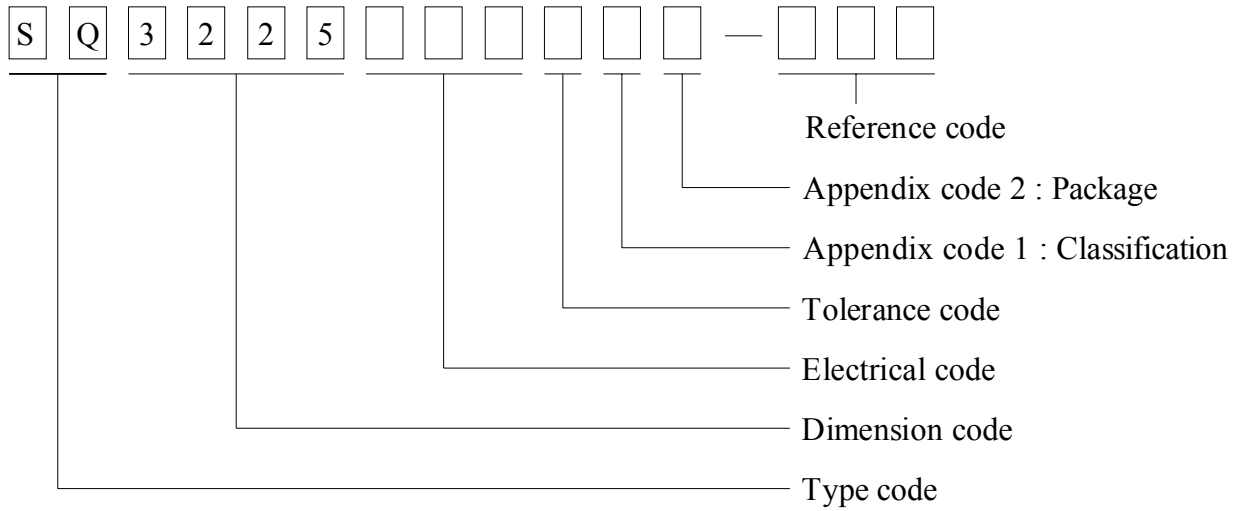 S Q 3 2 2 5 —
Reference code
Appendix code 2 : Package
Appendix code 1 : Classification
Tolerance code
Electrical code
Dimension code
Type code